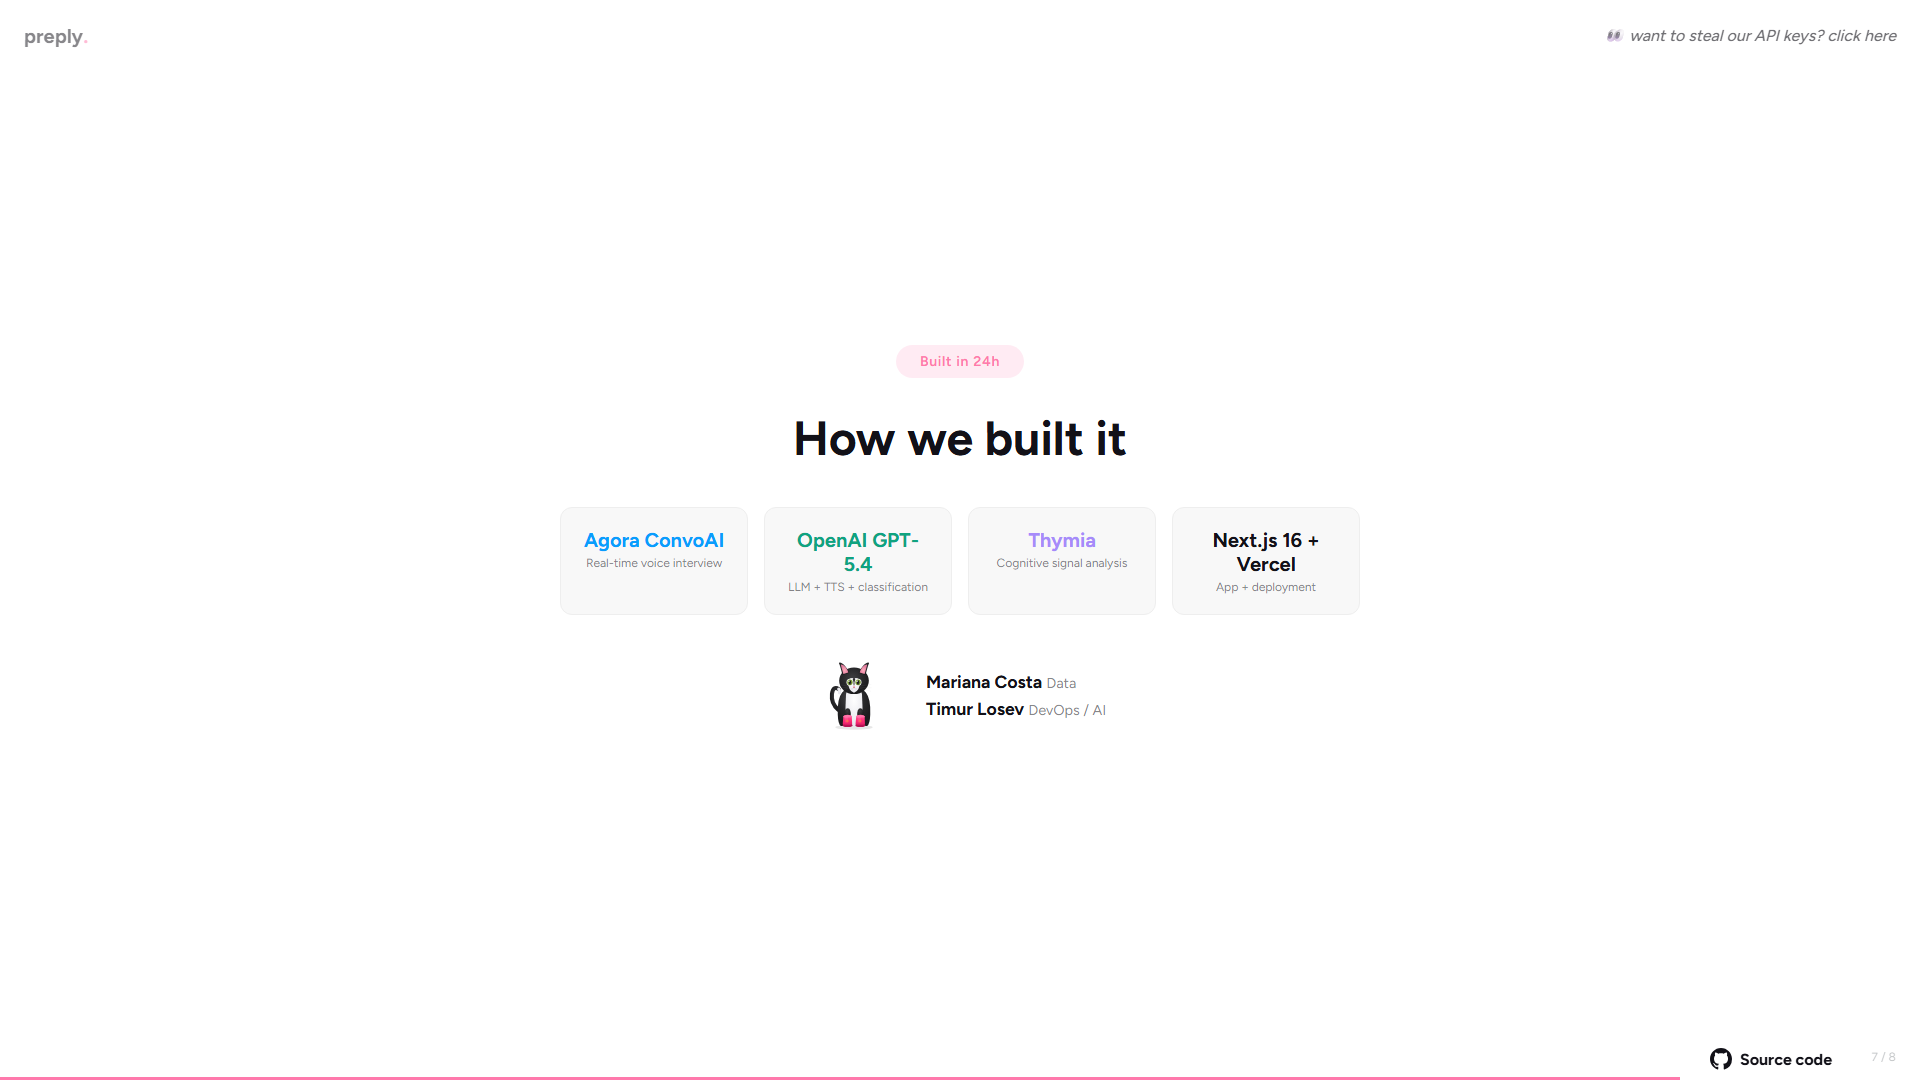 preply.
👀 want to steal our API keys? click here
Built in 24h
How we built it
Agora ConvoAI
Real-time voice interview
OpenAI GPT-
5.4
LLM + TTS + classification
Thymia
Cognitive signal analysis
Next.js 16 +
Vercel
App + deployment
Mariana Costa Data
Timur Losev DevOps / AI
Source code
7 / 8